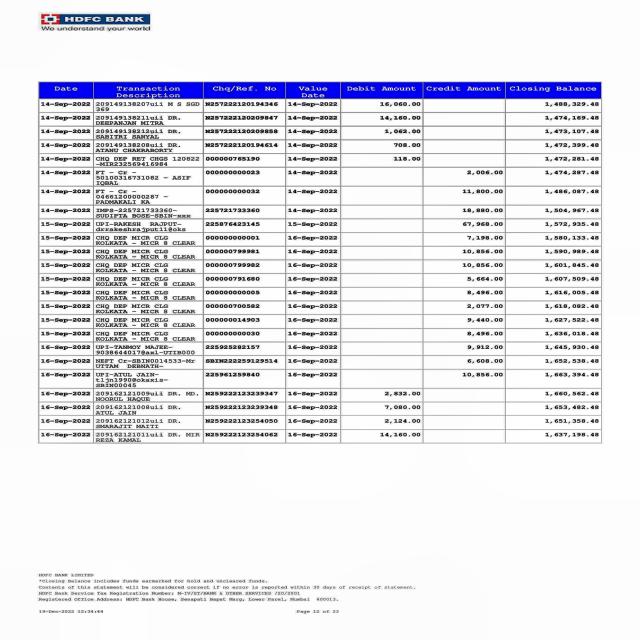 HDFC BANK
We understand your world
Date Transaction Description Chq/Ref. No Value Date Debit Amount Credit Amount Closing Balance
14-Sep-2022 209149138207uii M S SGD N257222120194346 14-Sep-2022 16,060.00 1,488,329.48
369
14-Sep-2022 209149138211uii DR. N257222120209847 14-Sep-2022 14,160.00 1,474,169.48
DEEPANJAN MITRA
14-Sep-2022 209149138212uii DR. N257222120209858 14-Sep-2022 1,062.00 1,473,107.48
SABITRI SANYAL
14-Sep-2022 209149138208uii DR. N257222120194614 14-Sep-2022 708.00 1,472,399.48
ATANU CHAKRABORTY
14-Sep-2022 CHQ DEP RET CHGS 120822 000000765190 14-Sep-2022 118.00 1,472,281.48
-MIR2232569416984
14-Sep-2022 FT - Cr - 000000000023 14-Sep-2022 2,006.00 1,474,287.48
50100316731082 - ASIF
IQBAL
14-Sep-2022 FT - Cr - 000000000032 14-Sep-2022 11,800.00 1,486,087.48
04661200000287 -
PADMAKALI KA
14-Sep-2022 IMPS-225721733360- 225721733360 14-Sep-2022 18,880.00 1,504,967.48
SUDIPTA BOSE-SBIN-xxx
15-Sep-2022 UPI-RAKESH RAJPUT- 225876423145 15-Sep-2022 67,968.00 1,572,935.48
drrakeshrajput11@oks
15-Sep-2022 CHQ DEP MICR CLG 000000000001 16-Sep-2022 7,198.00 1,580,133.48
KOLKATA - MICR 8 CLEAR
15-Sep-2022 CHQ DEP MICR CLG 000000799981 16-Sep-2022 10,856.00 1,590,989.48
KOLKATA - MICR 8 CLEAR
15-Sep-2022 CHQ DEP MICR CLG 000000799982 16-Sep-2022 10,856.00 1,601,845.48
KOLKATA - MICR 8 CLEAR
15-Sep-2022 CHQ DEP MICR CLG 000000791680 16-Sep-2022 5,664.00 1,607,509.48
KOLKATA - MICR 8 CLEAR
15-Sep-2022 CHQ DEP MICR CLG 000000000005 16-Sep-2022 8,496.00 1,616,005.48
KOLKATA - MICR 8 CLEAR
15-Sep-2022 CHQ DEP MICR CLG 000000700582 16-Sep-2022 2,077.00 1,618,082.48
KOLKATA - MICR 8 CLEAR
15-Sep-2022 CHQ DEP MICR CLG 000000014903 16-Sep-2022 9,440.00 1,627,522.48
KOLKATA - MICR 8 CLEAR
15-Sep-2022 CHQ DEP MICR CLG 000000000030 16-Sep-2022 8,496.00 1,636,018.48
KOLKATA - MICR 8 CLEAR
16-Sep-2022 UPI-TANMOY MAJEE- 225925282157 16-Sep-2022 9,912.00 1,645,930.48
9038644017@axl-UTIB000
16-Sep-2022 NEFT Cr-SBIN0014533-Mr SBIN222259129514 16-Sep-2022 6,608.00 1,652,538.48
UTTAM DEBNATH-
16-Sep-2022 UPI-ATUL JAIN- 225961259840 16-Sep-2022 10,856.00 1,663,394.48
tljn1990@okaxis-
SBIN00045
16-Sep-2022 209162121009uii DR. MD. N259222123239347 16-Sep-2022 2,832.00 1,660,562.48
NOORUL HAQUE
16-Sep-2022 209162121008uii DR. N259222123239348 16-Sep-2022 7,080.00 1,653,482.48
ATUL JAIN
16-Sep-2022 209162121012uii DR. N259222123254050 16-Sep-2022 2,124.00 1,651,358.48
SMARAJIT MAITI
16-Sep-2022 209162121011uii DR. MIR N259222123254062 16-Sep-2022 14,160.00 1,637,198.48
REZA KAMAL
HDFC BANK LIMITED
*Closing Balance includes funds earmarked for hold and uncleared funds.
Contents of this statement will be considered correct if no error is reported within 30 days of receipt of statement.
HDFC Bank Service Tax Registration Number: M-IV/ST/BANK & OTHER SERVICES /20/2001
Registered Office Address: HDFC Bank House, Senapati Bapat Marg, Lower Parel, Mumbai 400013.
19-Dec-2022 12:34:44 Page 12 of 23